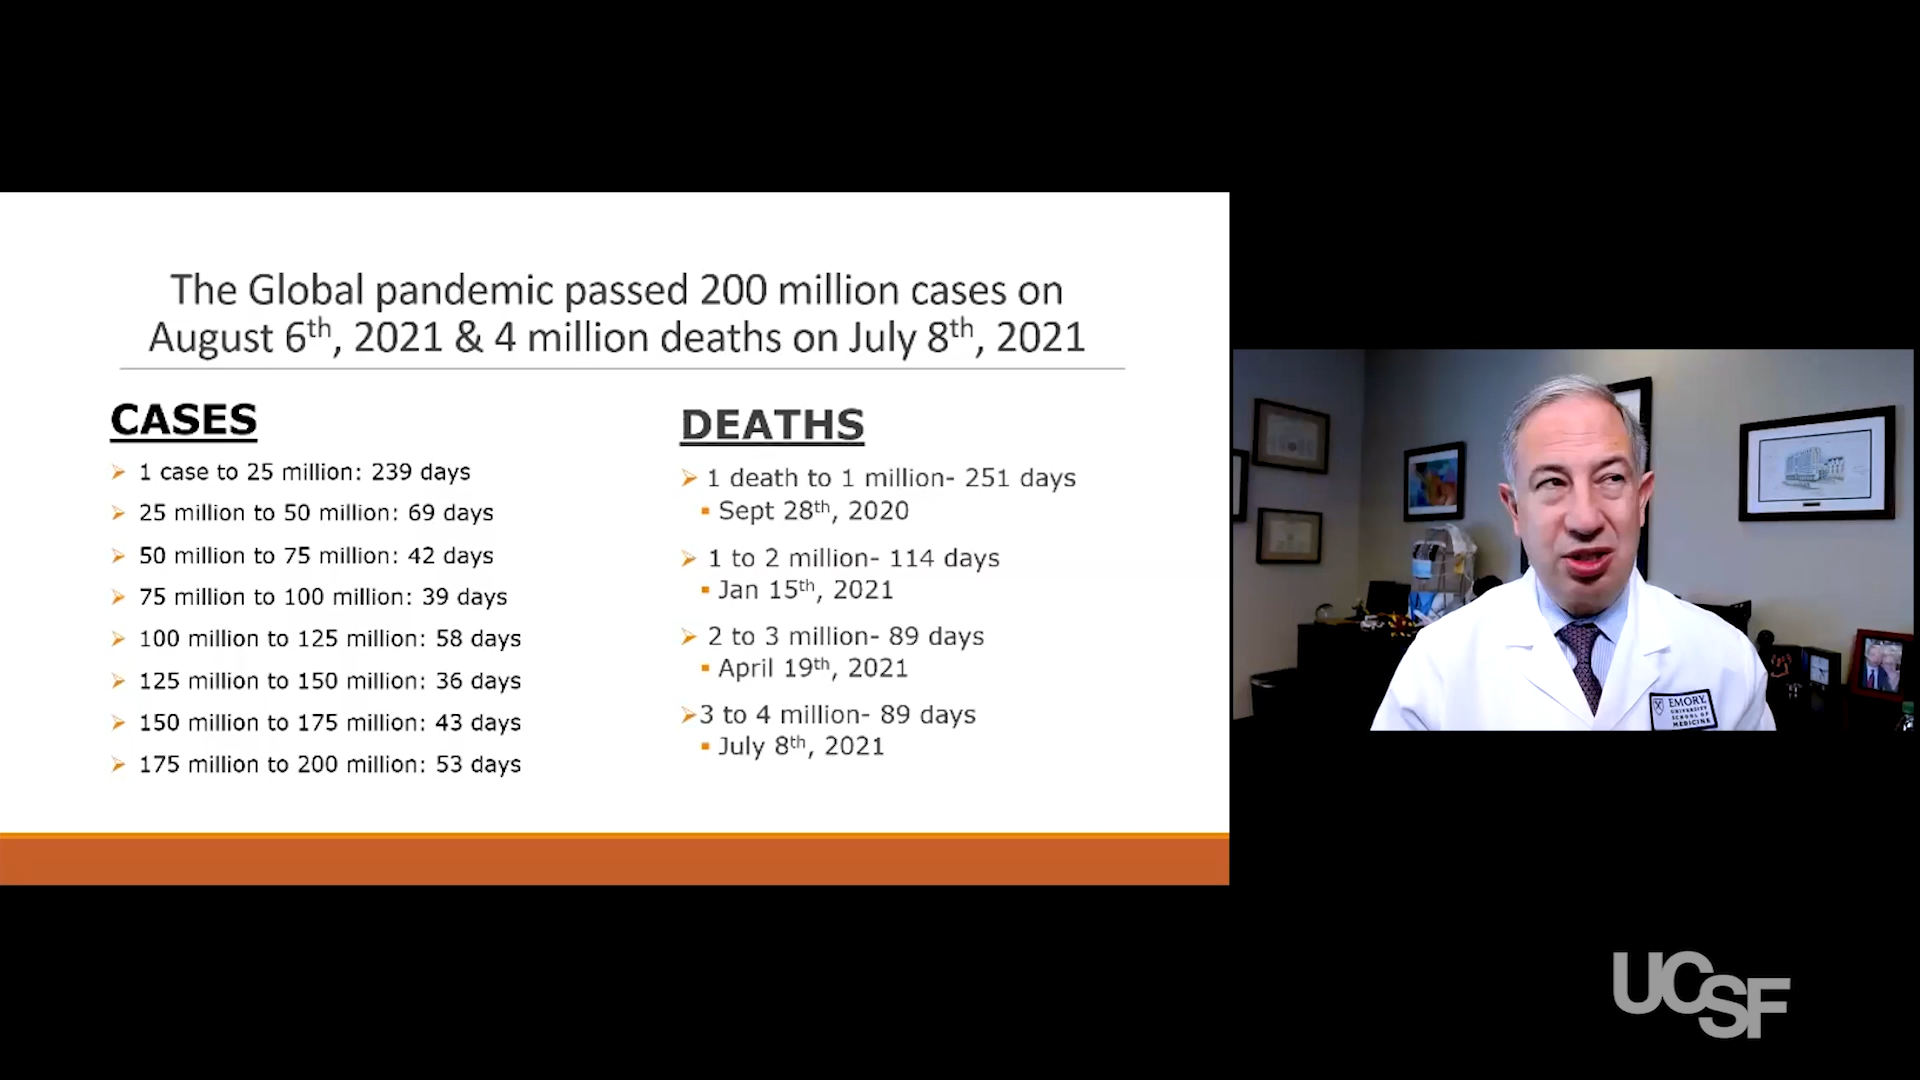 The Global pandemic passed 200 million cases on
August 6th, 2021 & 4 million deaths on July 8th, 2021
CASES
➢ 1 case to 25 million: 239 days
➢ 25 million to 50 million: 69 days
➢ 50 million to 75 million: 42 days
➢ 75 million to 100 million: 39 days
➢ 100 million to 125 million: 58 days
➢ 125 million to 150 million: 36 days
➢ 150 million to 175 million: 43 days
➢ 175 million to 200 million: 53 days
DEATHS
➢ 1 death to 1 million- 251 days
▪ Sept 28th, 2020
➢ 1 to 2 million- 114 days
▪ Jan 15th, 2021
➢ 2 to 3 million- 89 days
▪ April 19th, 2021
➢3 to 4 million- 89 days
▪ July 8th, 2021
EMORY
UNIVERSITY
SCHOOL OF
MEDICINE
UCSF